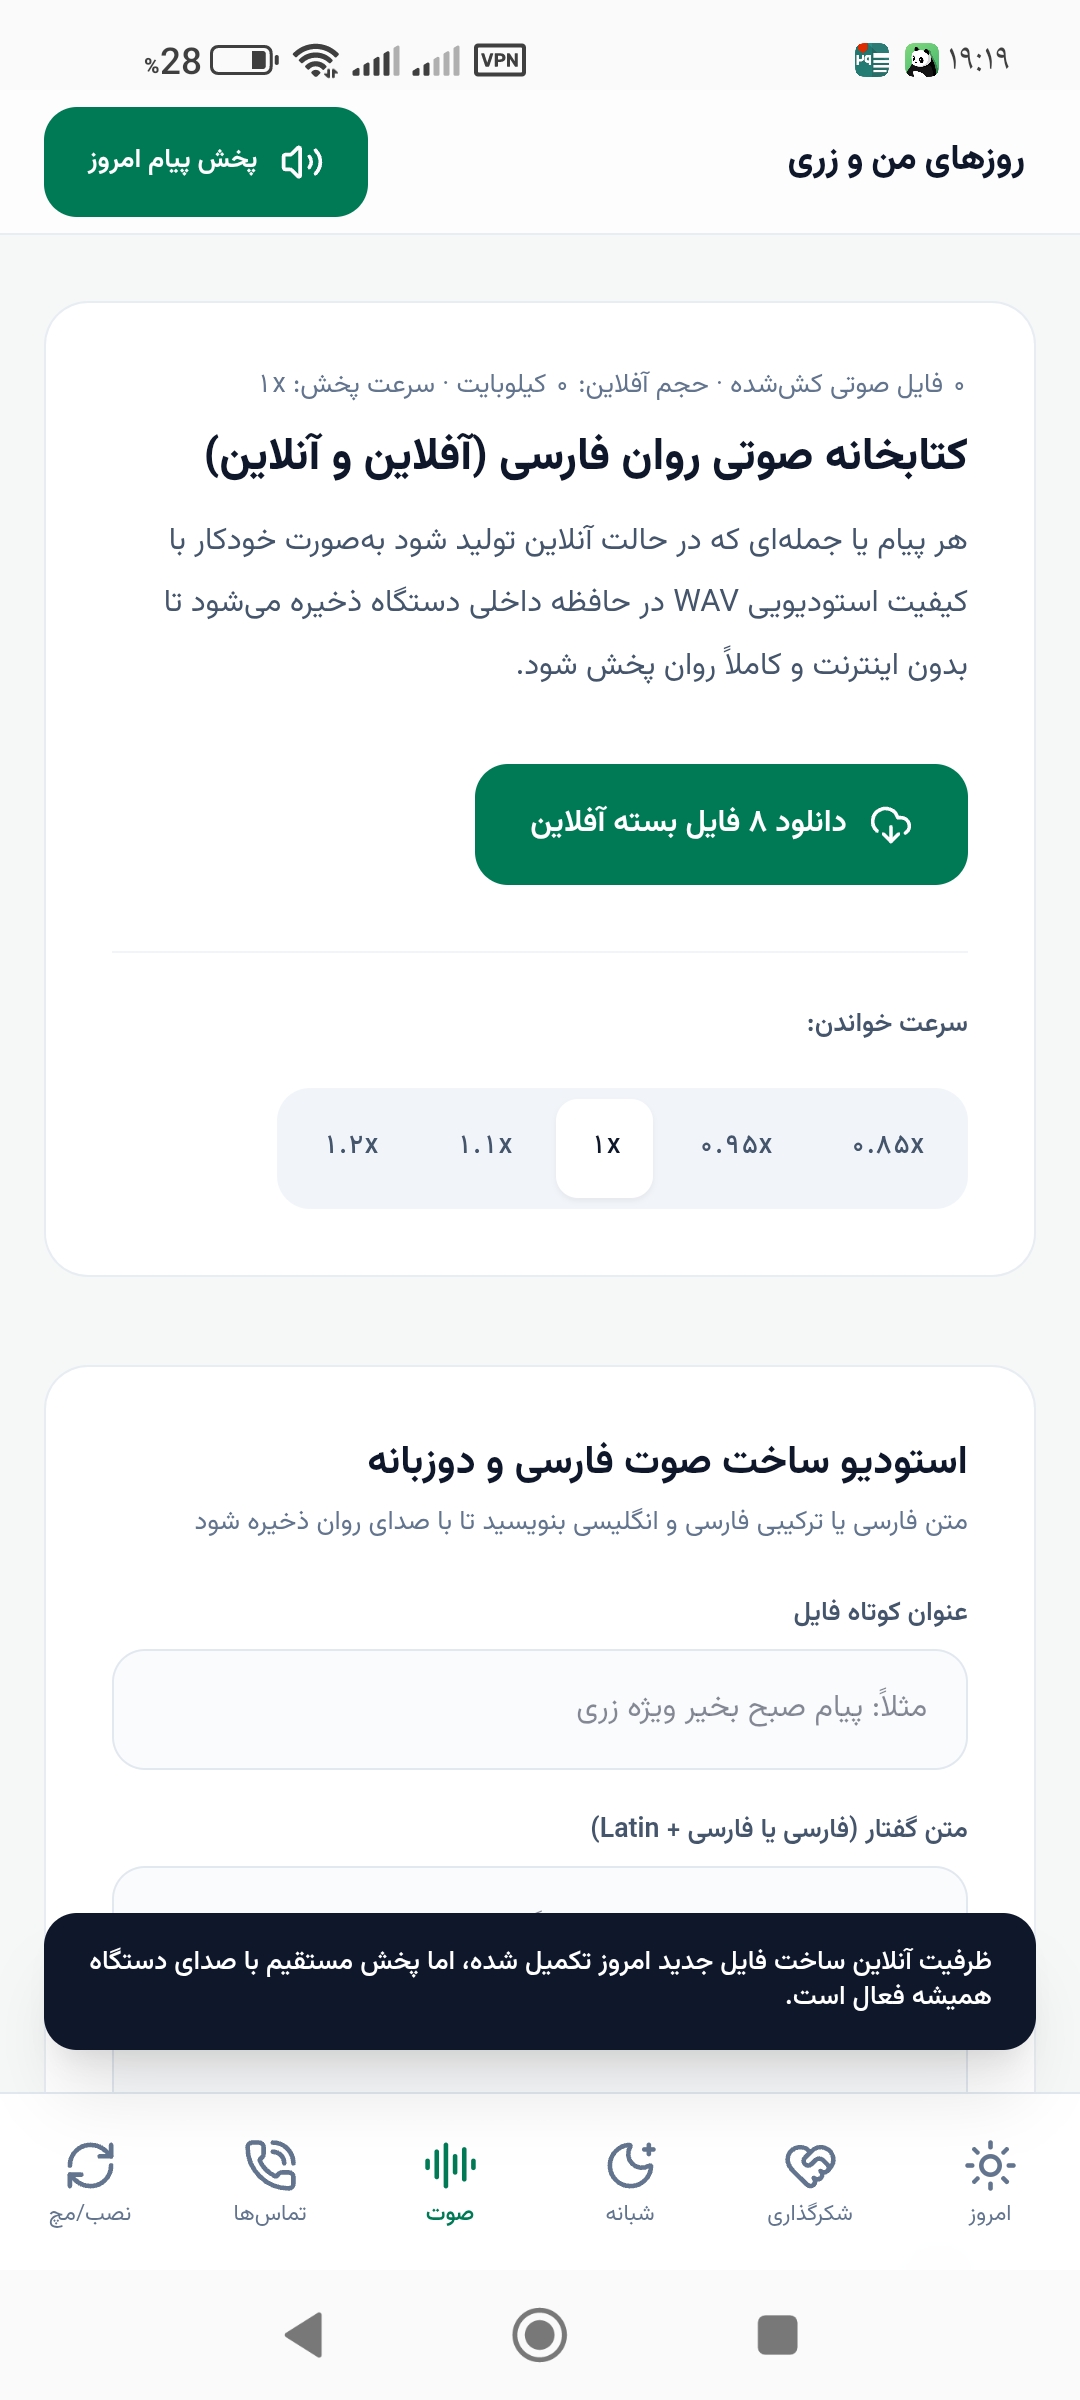 %28
VPN
۲۹
۱۹:۱۹
روزهای من و زری
پخش پیام امروز
۰ فایل صوتی کش‌شده · حجم آفلاین: ۰ کیلوبایت · سرعت پخش: ۱x
کتابخانه صوتی روان فارسی (آفلاین و آنلاین)
هر پیام یا جمله‌ای که در حالت آنلاین تولید شود به‌صورت خودکار با
کیفیت استودیویی WAV در حافظه داخلی دستگاه ذخیره می‌شود تا
بدون اینترنت و کاملاً روان پخش شود.
دانلود ۸ فایل بسته آفلاین
سرعت خواندن:
۰.۸۵x ۰.۹۵x ۱x ۱.۱x ۱.۲x
استودیو ساخت صوت فارسی و دوزبانه
متن فارسی یا ترکیبی فارسی و انگلیسی بنویسید تا با صدای روان ذخیره شود
عنوان کوتاه فایل
مثلاً: پیام صبح بخیر ویژه زری
متن گفتار (فارسی یا فارسی + Latin)
ظرفیت آنلاین ساخت فایل جدید امروز تکمیل شده، اما پخش مستقیم با صدای دستگاه
همیشه فعال است.
امروز شکرگذاری شبانه صوت تماس‌ها نصب/مچ